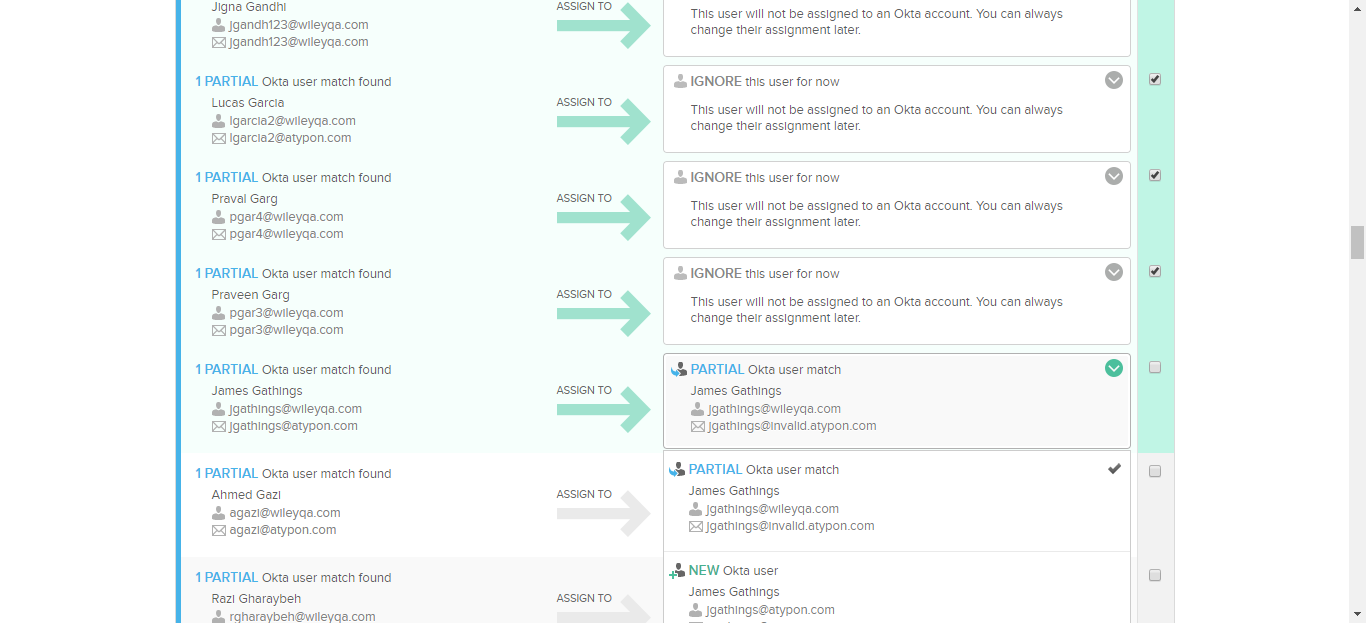 Jigna Gandhi
jgandh123@wileyqa.com
jgandh123@wileyqa.com
ASSIGN TO
This user will not be assigned to an Okta account. You can always
change their assignment later.
1 PARTIAL Okta user match found
Lucas Garcia
lgarcia2@wileyqa.com
lgarcia2@atypon.com
ASSIGN TO
IGNORE this user for now
This user will not be assigned to an Okta account. You can always
change their assignment later.
1 PARTIAL Okta user match found
Praval Garg
pgar4@wileyqa.com
pgar4@wileyqa.com
ASSIGN TO
IGNORE this user for now
This user will not be assigned to an Okta account. You can always
change their assignment later.
1 PARTIAL Okta user match found
Praveen Garg
pgar3@wileyqa.com
pgar3@wileyqa.com
ASSIGN TO
IGNORE this user for now
This user will not be assigned to an Okta account. You can always
change their assignment later.
1 PARTIAL Okta user match found
James Gathings
jgathings@wileyqa.com
jgathings@atypon.com
ASSIGN TO
PARTIAL Okta user match
James Gathings
jgathings@wileyqa.com
jgathings@invalid.atypon.com
1 PARTIAL Okta user match found
Ahmed Gazi
agazi@wileyqa.com
agazi@atypon.com
ASSIGN TO
PARTIAL Okta user match
James Gathings
jgathings@wileyqa.com
jgathings@invalid.atypon.com
1 PARTIAL Okta user match found
Razi Gharaybeh
rgharaybeh@wileyqa.com
ASSIGN TO
NEW Okta user
James Gathings
jgathings@atypon.com